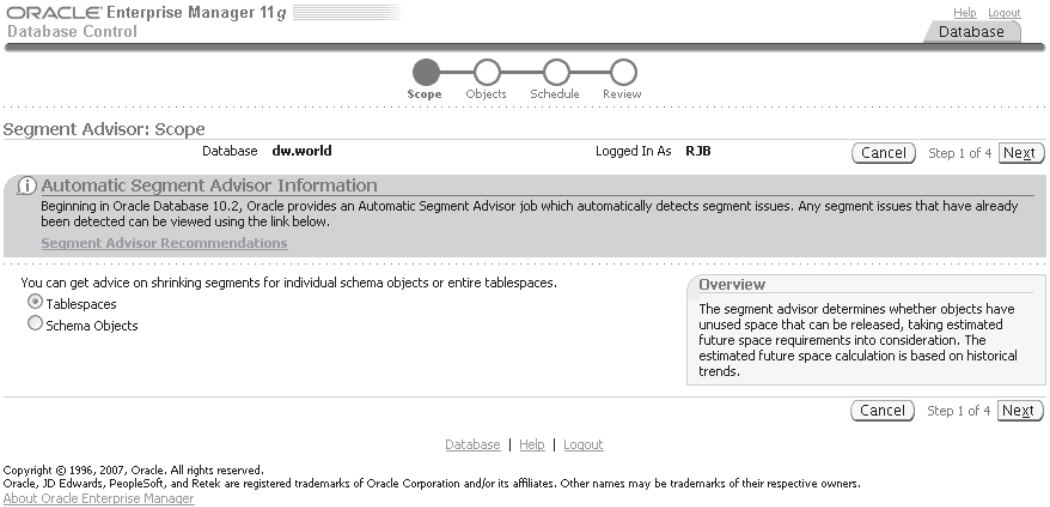 ORACLE Enterprise Manager 11g
Database Control
Help Logout
Database
Scope Objects Schedule Review
Segment Advisor: Scope
Database dw.world Logged In As RJB Cancel Step 1 of 4 Next
Automatic Segment Advisor Information
Beginning in Oracle Database 10.2, Oracle provides an Automatic Segment Advisor job which automatically detects segment issues. Any segment issues that have already
been detected can be viewed using the link below.
Segment Advisor Recommendations
You can get advice on shrinking segments for individual schema objects or entire tablespaces.
Tablespaces
Schema Objects
Overview
The segment advisor determines whether objects have
unused space that can be released, taking estimated
future space requirements into consideration. The
estimated future space calculation is based on historical
trends.
Cancel Step 1 of 4 Next
Database | Help | Logout
Copyright © 1996, 2007, Oracle. All rights reserved.
Oracle, JD Edwards, PeopleSoft, and Retek are registered trademarks of Oracle Corporation and/or its affiliates. Other names may be trademarks of their respective owners.
About Oracle Enterprise Manager